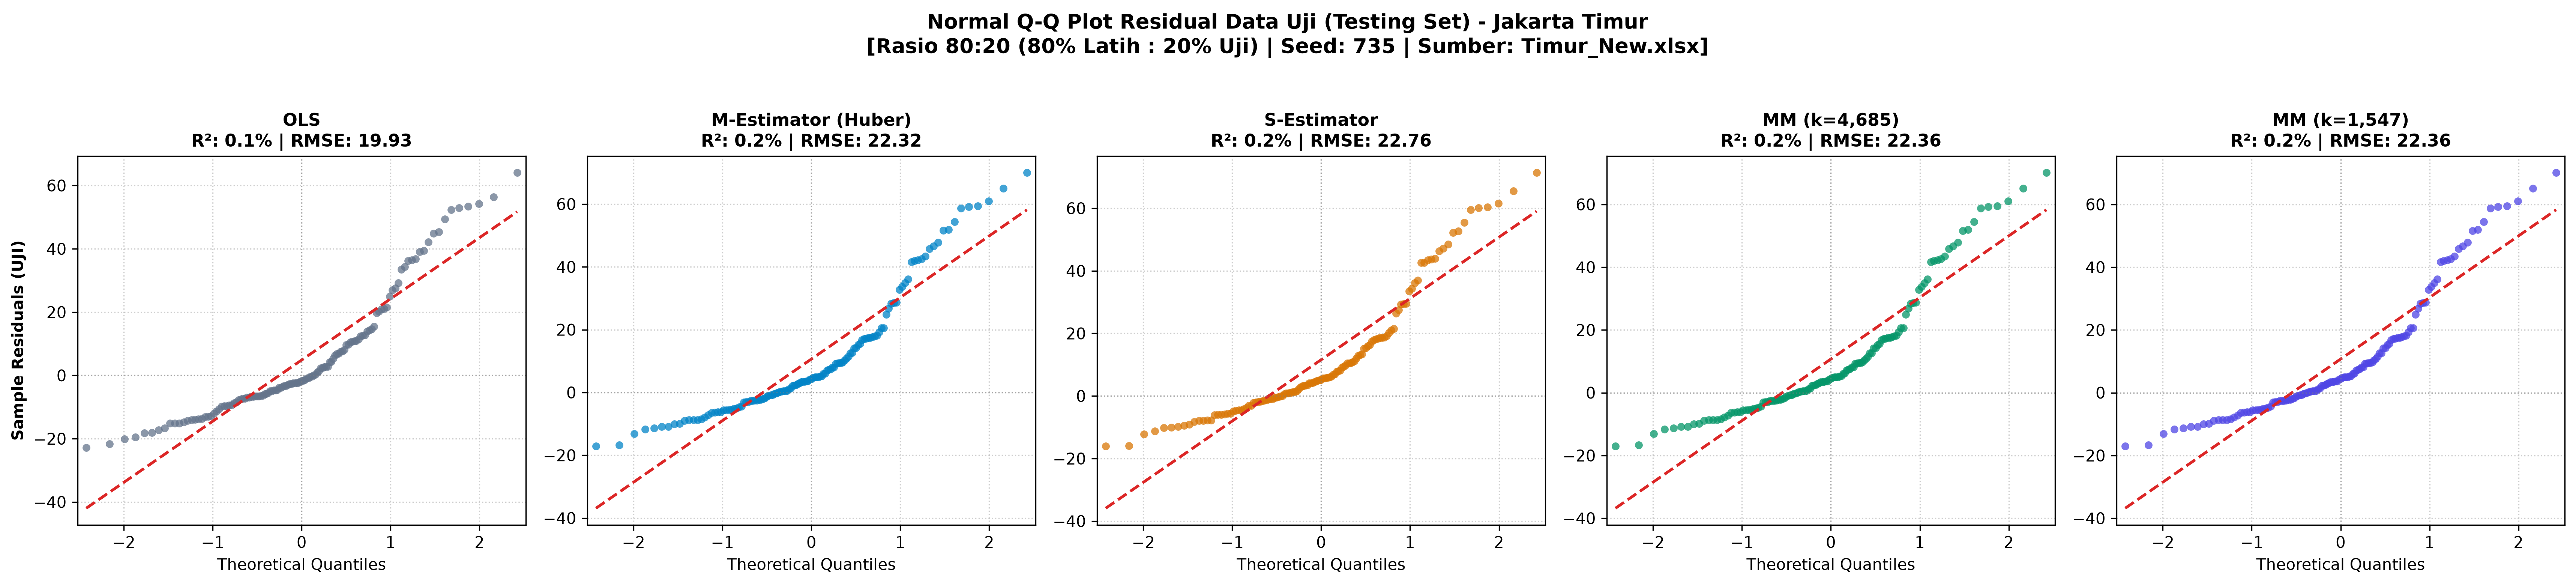 Normal Q-Q Plot Residual Data Uji (Testing Set) - Jakarta Timur
[Rasio 80:20 (80% Latih : 20% Uji) | Seed: 735 | Sumber: Timur_New.xlsx]
OLS
R²: 0.1% | RMSE: 19.93
Sample Residuals (UJI)
60
40
20
0
−20
−40
−2 −1 0 1 2
Theoretical Quantiles
M-Estimator (Huber)
R²: 0.2% | RMSE: 22.32
60
40
20
0
−20
−40
−2 −1 0 1 2
Theoretical Quantiles
S-Estimator
R²: 0.2% | RMSE: 22.76
60
40
20
0
−20
−40
−2 −1 0 1 2
Theoretical Quantiles
MM (k=4,685)
R²: 0.2% | RMSE: 22.36
60
40
20
0
−20
−40
−2 −1 0 1 2
Theoretical Quantiles
MM (k=1,547)
R²: 0.2% | RMSE: 22.36
60
40
20
0
−20
−40
−2 −1 0 1 2
Theoretical Quantiles